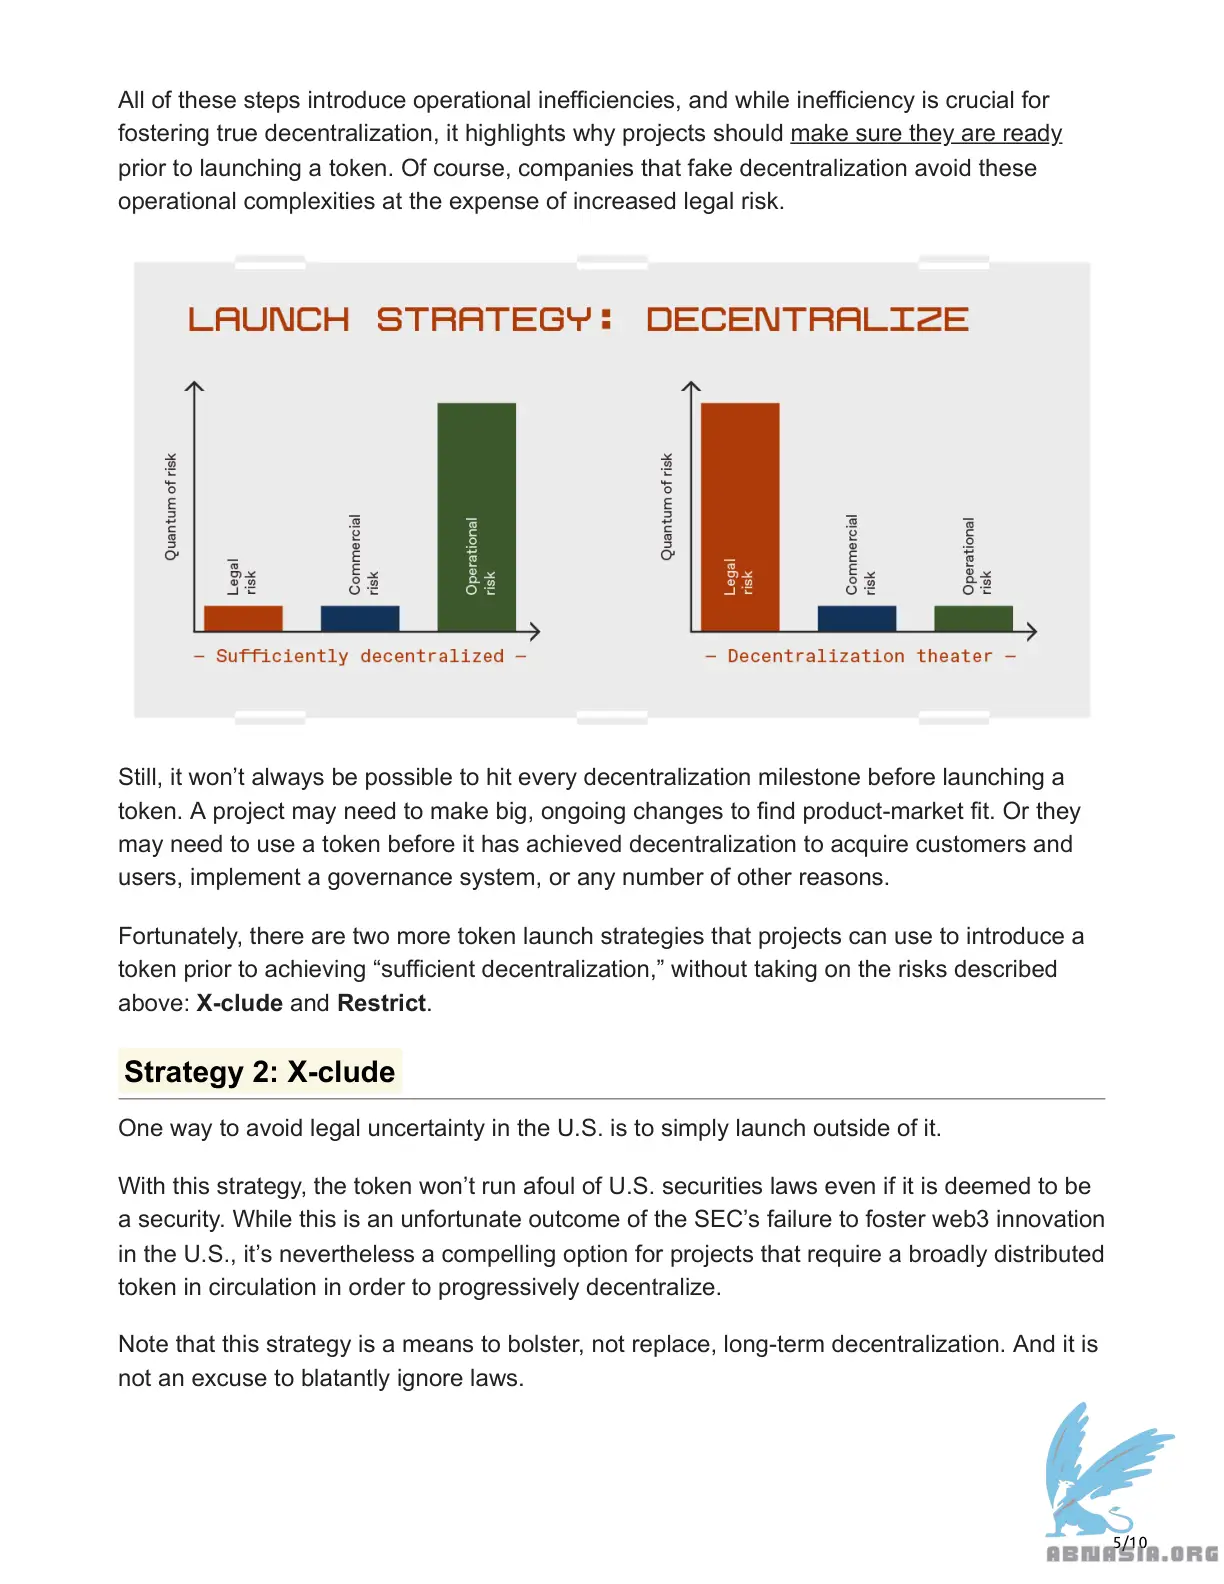 All of these steps introduce operational inefficiencies, and while inefficiency is crucial for
fostering true decentralization, it highlights why projects should make sure they are ready
prior to launching a token. Of course, companies that fake decentralization avoid these
operational complexities at the expense of increased legal risk.
LAUNCH STRATEGY: DECENTRALIZE
Quantum of risk
Legal
risk
Commercial
risk
Operational
risk
— Sufficiently decentralized —
Quantum of risk
Legal
risk
Commercial
risk
Operational
risk
— Decentralization theater —
Still, it won’t always be possible to hit every decentralization milestone before launching a
token. A project may need to make big, ongoing changes to find product-market fit. Or they
may need to use a token before it has achieved decentralization to acquire customers and
users, implement a governance system, or any number of other reasons.
Fortunately, there are two more token launch strategies that projects can use to introduce a
token prior to achieving “sufficient decentralization,” without taking on the risks described
above: X-clude and Restrict.
Strategy 2: X-clude
One way to avoid legal uncertainty in the U.S. is to simply launch outside of it.
With this strategy, the token won’t run afoul of U.S. securities laws even if it is deemed to be
a security. While this is an unfortunate outcome of the SEC’s failure to foster web3 innovation
in the U.S., it’s nevertheless a compelling option for projects that require a broadly distributed
token in circulation in order to progressively decentralize.
Note that this strategy is a means to bolster, not replace, long-term decentralization. And it is
not an excuse to blatantly ignore laws.
5/10
ABNASIA.ORG